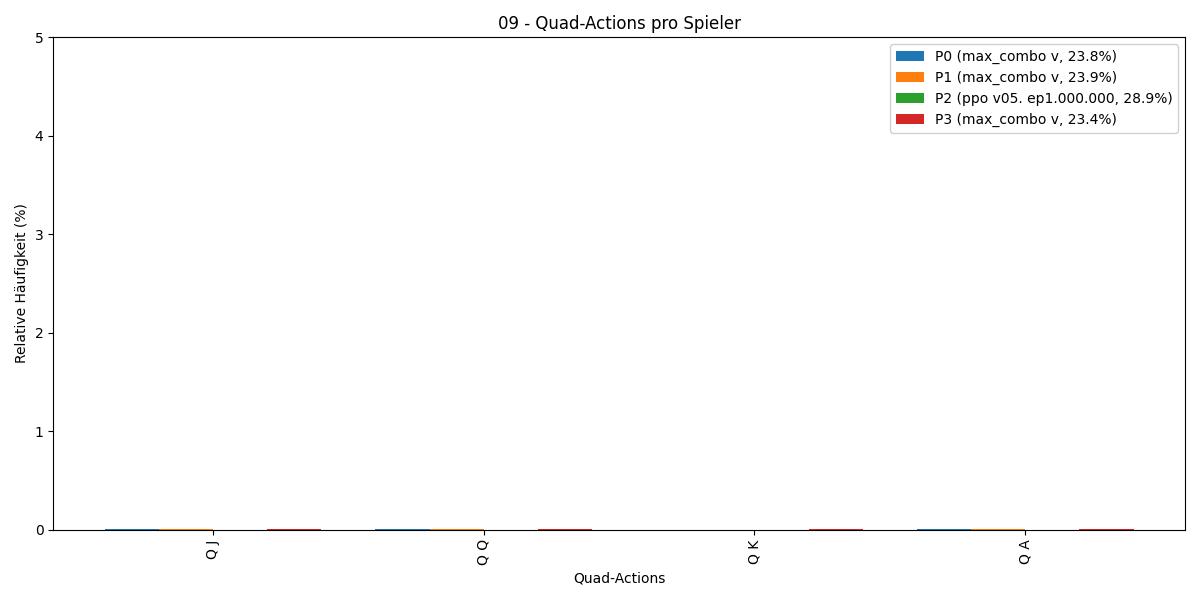 09 - Quad-Actions pro Spieler
P0 (max_combo v, 23.8%)
P1 (max_combo v, 23.9%)
P2 (ppo v05. ep1.000.000, 28.9%)
P3 (max_combo v, 23.4%)
Relative Häufigkeit (%)
5
4
3
2
1
0
Q J
Q Q
Q K
Q A
Quad-Actions